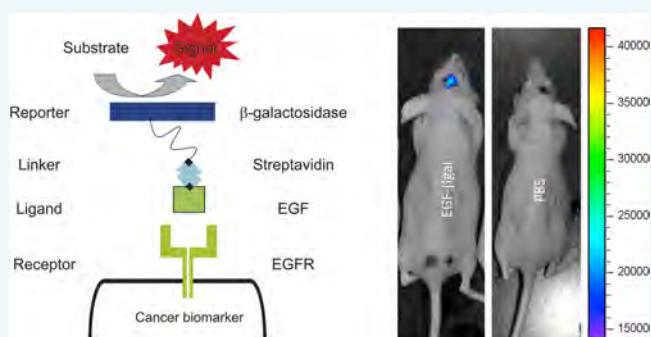 Substrate
Signal
Reporter
β-galactosidase
Linker
Streptavidin
Ligand
EGF
Receptor
EGFR
Cancer biomarker
EGF-βgal
PBS
40000
35000
30000
25000
20000
15000